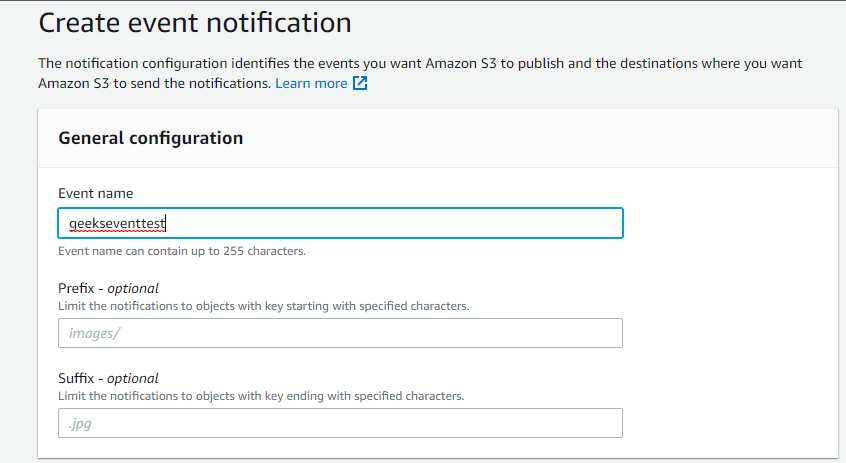 Create event notification
The notification configuration identifies the events you want Amazon S3 to publish and the destinations where you want
Amazon S3 to send the notifications. Learn more
General configuration
Event name
geekseventtest
Event name can contain up to 255 characters.
Prefix - optional
Limit the notifications to objects with key starting with specified characters.
images/
Suffix - optional
Limit the notifications to objects with key ending with specified characters.
.jpg